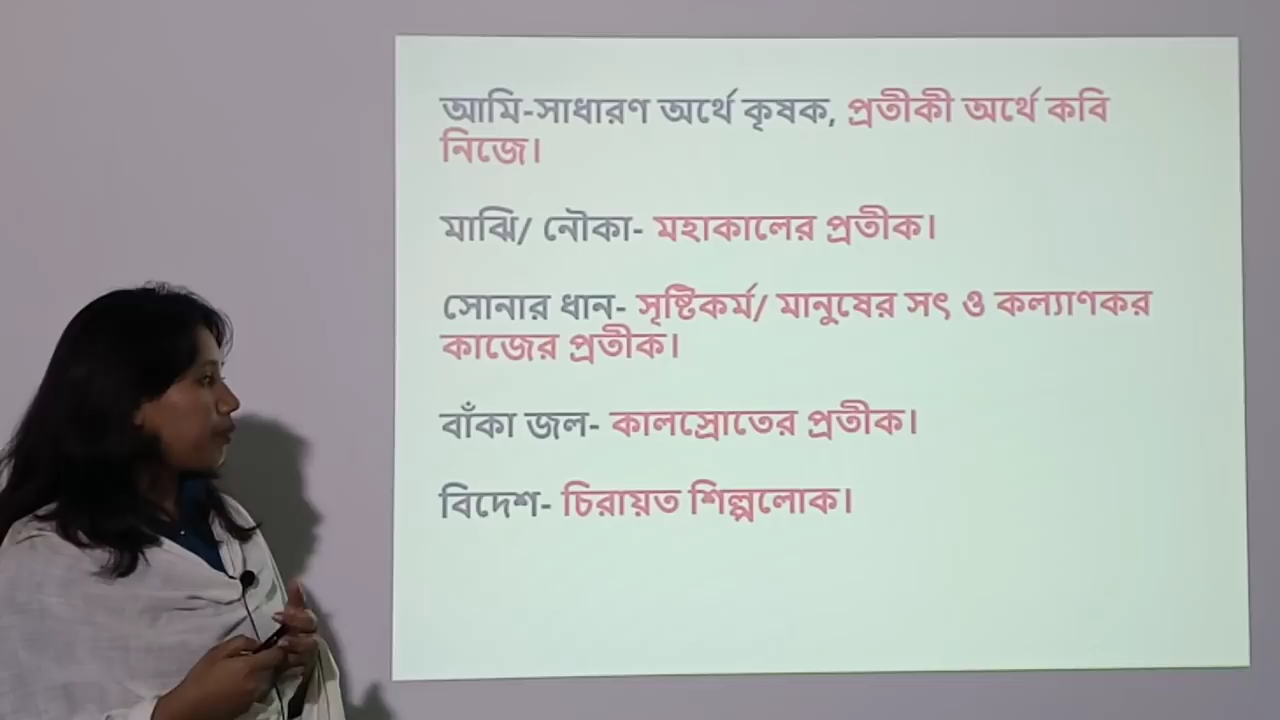 আমি-সাধারণ অর্থে কৃষক, প্রতীকী অর্থে কবি
নিজে।
মাঝি/ নৌকা- মহাকালের প্রতীক।
সোনার ধান- সৃষ্টিকর্ম/ মানুষের সৎ ও কল্যাণকর
কাজের প্রতীক।
বাঁকা জল- কালস্রোতের প্রতীক।
বিদেশ- চিরায়ত শিল্পলোক।